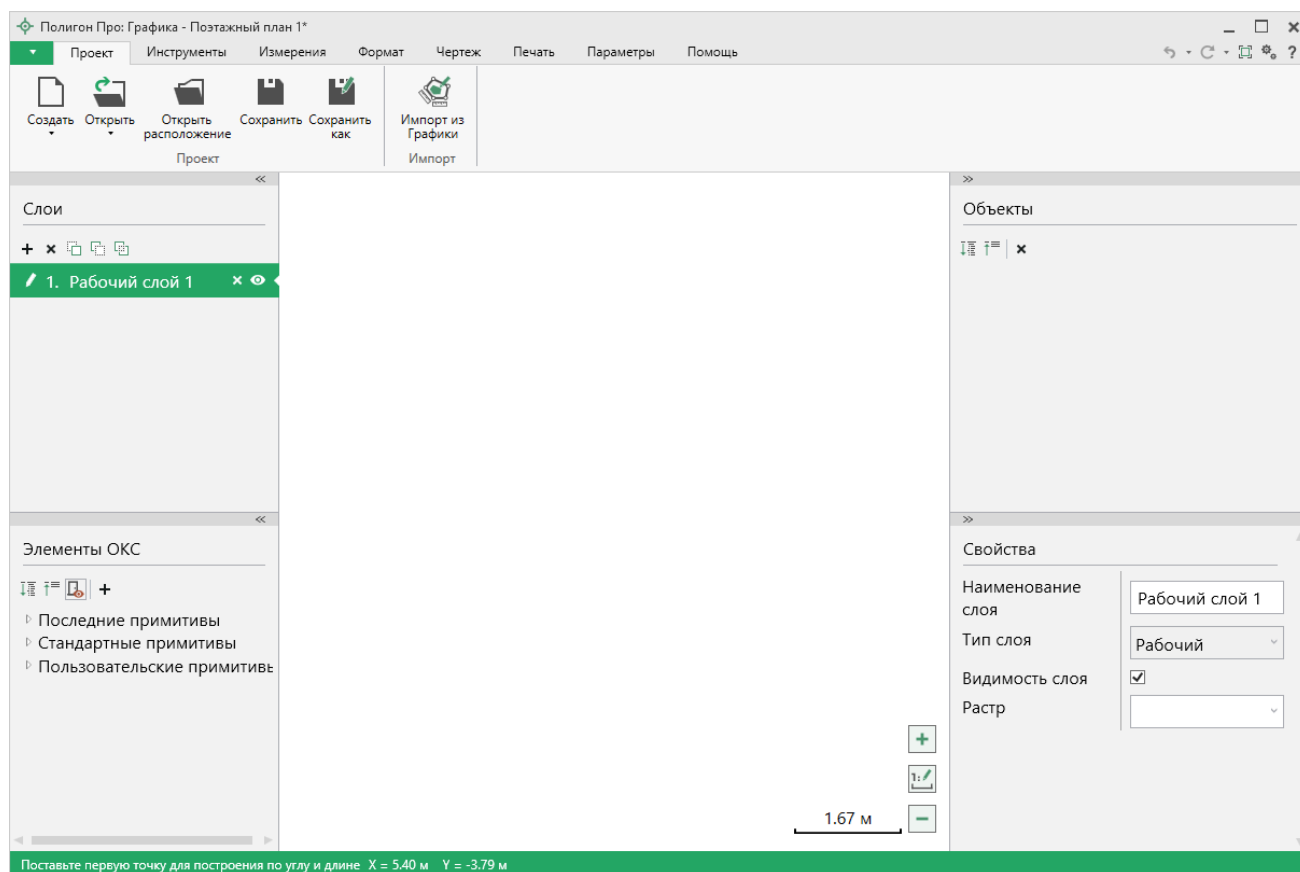 Полигон Про: Графика - Поэтажный план 1*
Проект Инструменты Измерения Формат Чертеж Печать Параметры Помощь
?
Создать Открыть Открыть расположение Сохранить Сохранить как Импорт из Графики
Проект Импорт
Слои
1. Рабочий слой 1
Объекты
Элементы ОКС
Последние примитивы
Стандартные примитивы
Пользовательские примитивы
Свойства
Наименование слоя Рабочий слой 1
Тип слоя Рабочий
Видимость слоя
Растр
1:
1.67 м
Поставьте первую точку для построения по углу и длине X = 5.40 м Y = -3.79 м